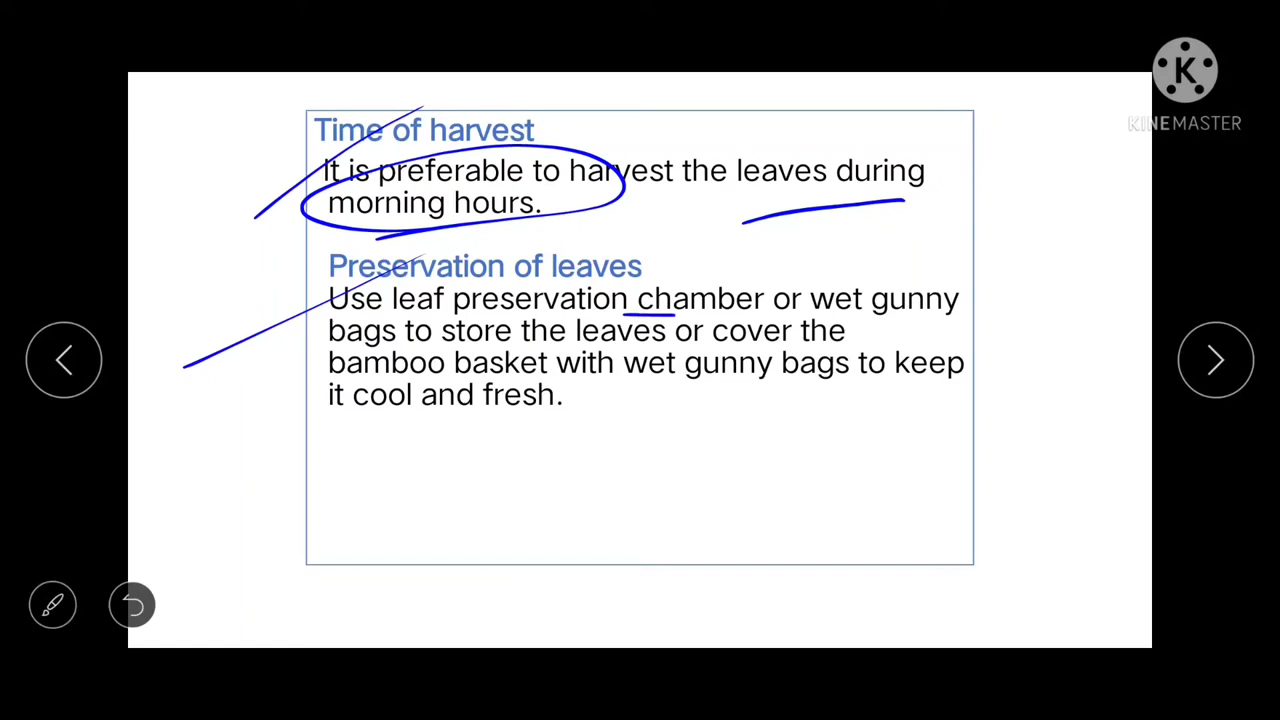 K
KINEMASTER
Time of harvest
It is preferable to harvest the leaves during
morning hours.
Preservation of leaves
Use leaf preservation chamber or wet gunny
bags to store the leaves or cover the
bamboo basket with wet gunny bags to keep
it cool and fresh.